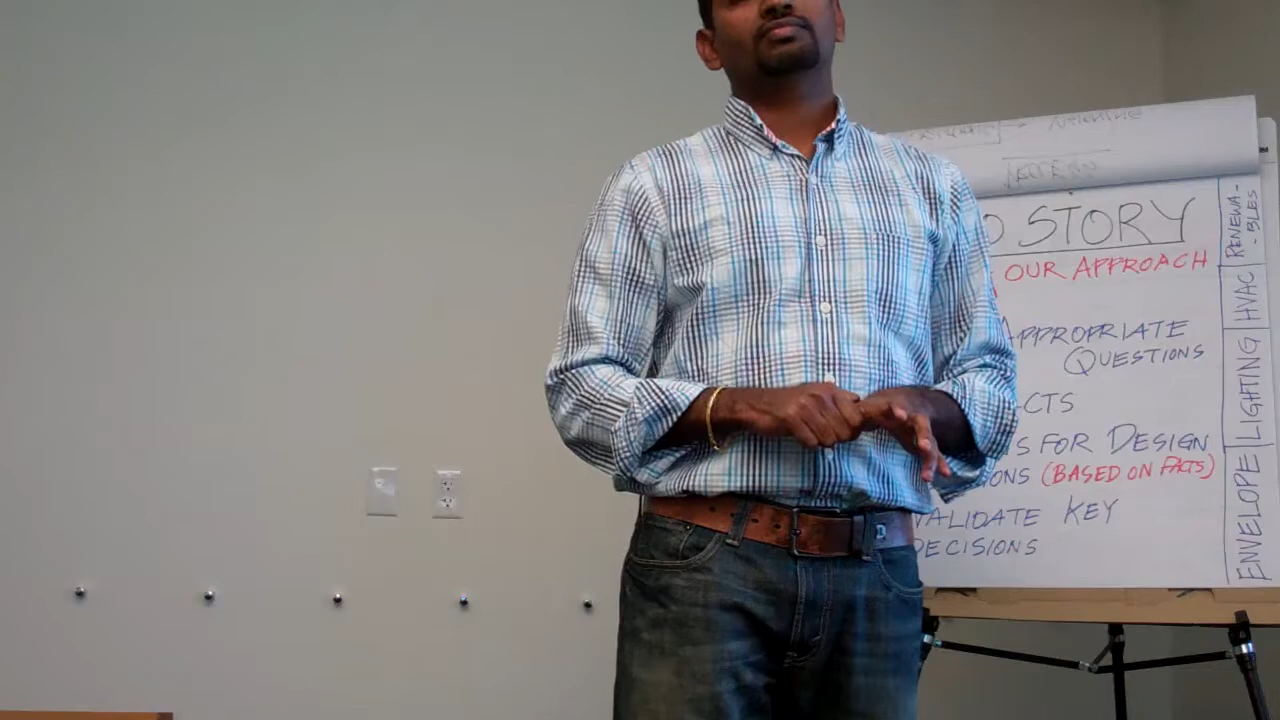 O STORY
OUR APPROACH
APPROPRIATE
QUESTIONS
CTS
S FOR DESIGN
ONS (BASED ON FACTS)
VALIDATE KEY
DECISIONS
RENEWA-
-BLES
HVAC
LIGHTING
ENVELOPE